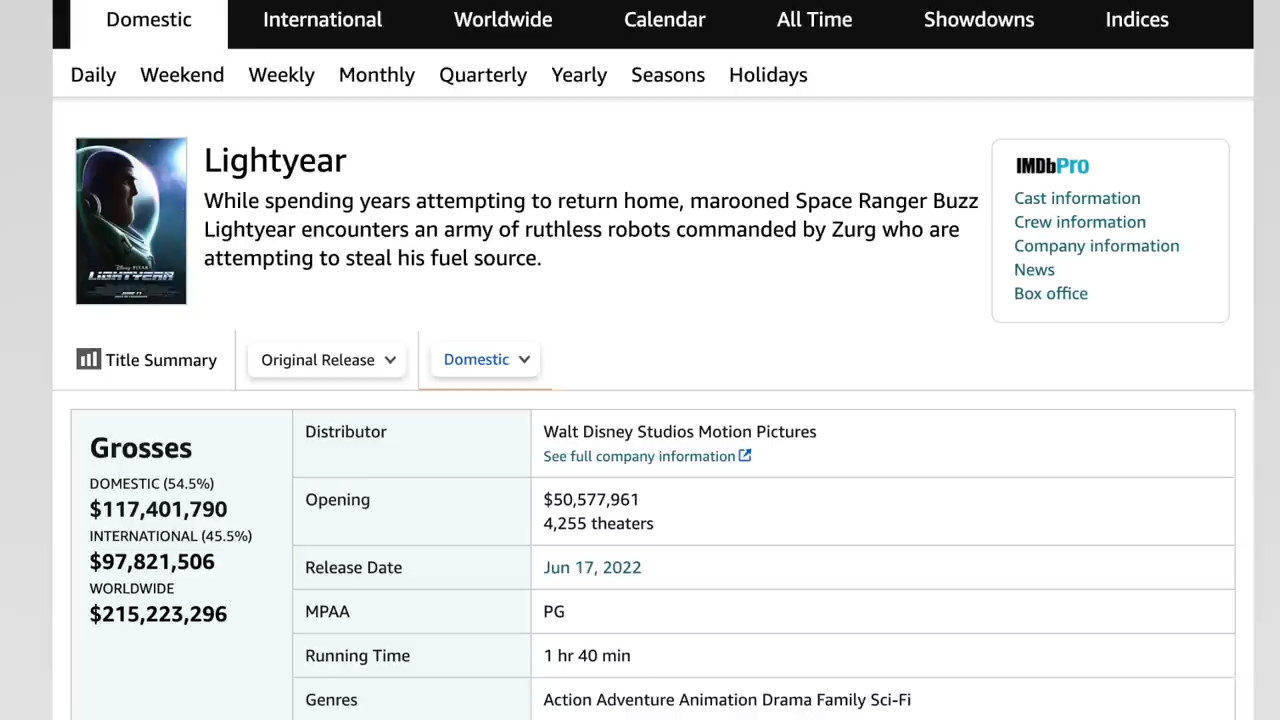 Domestic International Worldwide Calendar All Time Showdowns Indices
Daily Weekend Weekly Monthly Quarterly Yearly Seasons Holidays
Lightyear
While spending years attempting to return home, marooned Space Ranger Buzz
Lightyear encounters an army of ruthless robots commanded by Zurg who are
attempting to steal his fuel source.
DISNEY PIXAR
LIGHTYEAR
JUNE 17
IMDbPro
Cast information
Crew information
Company information
News
Box office
Title Summary
Original Release
Domestic
Grosses
DOMESTIC (54.5%)
$117,401,790
INTERNATIONAL (45.5%)
$97,821,506
WORLDWIDE
$215,223,296
Distributor
Walt Disney Studios Motion Pictures
See full company information
Opening
$50,577,961
4,255 theaters
Release Date
Jun 17, 2022
MPAA
PG
Running Time
1 hr 40 min
Genres
Action Adventure Animation Drama Family Sci-Fi